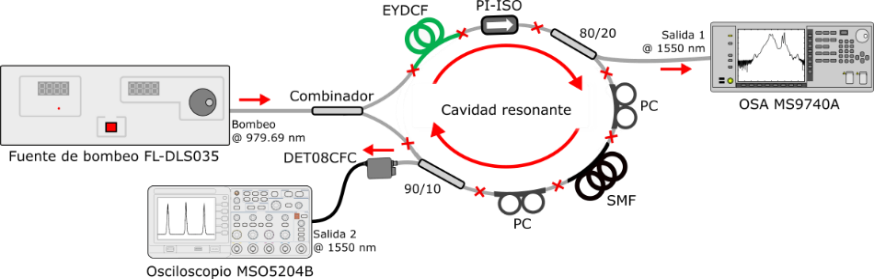 EYDCF
PI-ISO
80/20
Salida 1
@ 1550 nm
OSA MS9740A
Combinador
Cavidad resonante
PC
Bombeo
@ 979.69 nm
Fuente de bombeo FL-DLS035
DET08CFC
90/10
SMF
PC
Salida 2
@ 1550 nm
Osciloscopio MSO5204B